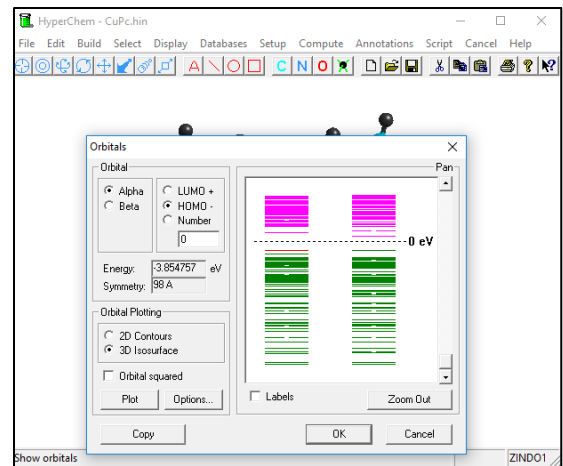 HyperChem - CuPc.hin
File Edit Build Select Display Databases Setup Compute Annotations Script Cancel Help
A C N O
Orbitals
Orbital
Alpha
Beta
LUMO +
HOMO -
Number
0
Energy: -3.854757 eV
Symmetry: 98 A
Orbital Plotting
2D Contours
3D Isosurface
Orbital squared
Plot Options...
Pan
0 eV
Labels Zoom Out
Copy OK Cancel
Show orbitals ZINDO1